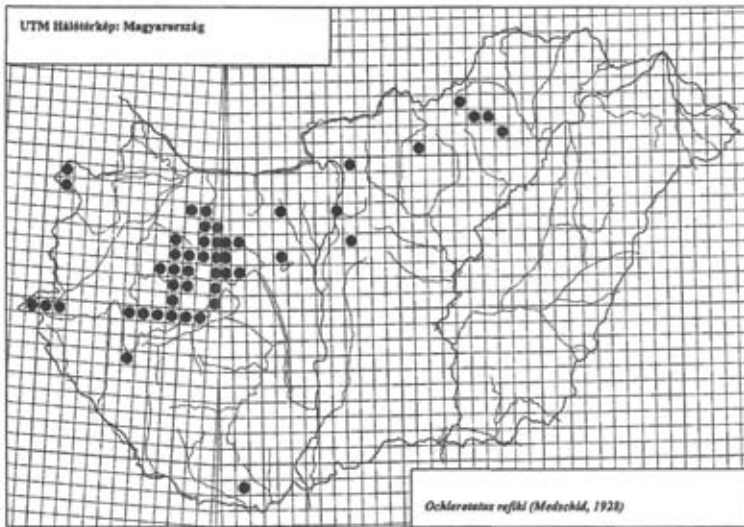 UTM Hálótérkép: Magyarország
Ochlerotatus refiki (Medschid, 1928)